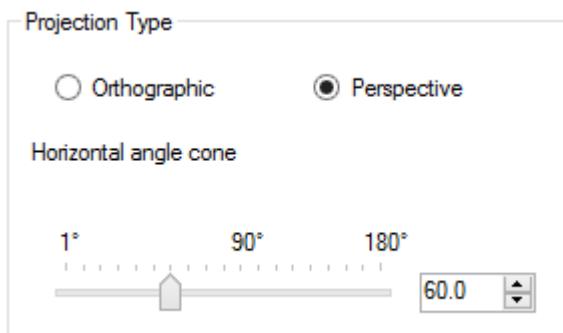 Projection Type
Orthographic Perspective
Horizontal angle cone
1° 90° 180°
60.0